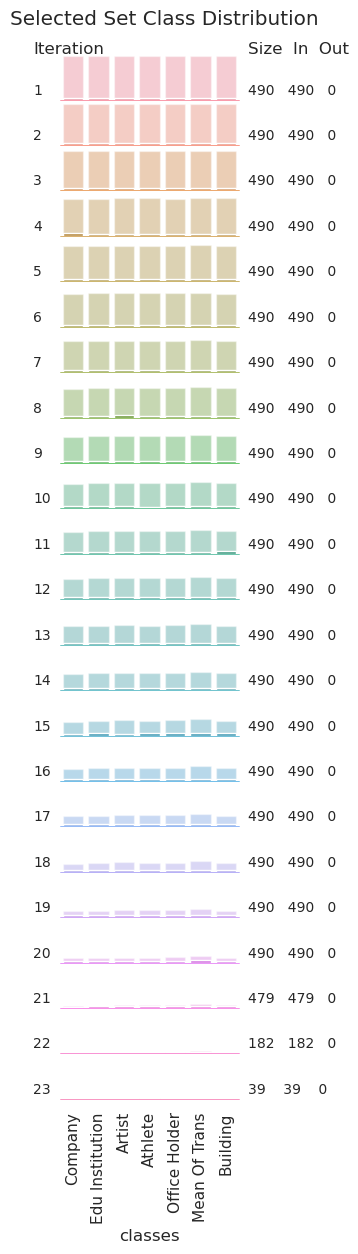 Selected Set Class Distribution
Iteration Size In Out
1 490 490 0
2 490 490 0
3 490 490 0
4 490 490 0
5 490 490 0
6 490 490 0
7 490 490 0
8 490 490 0
9 490 490 0
10 490 490 0
11 490 490 0
12 490 490 0
13 490 490 0
14 490 490 0
15 490 490 0
16 490 490 0
17 490 490 0
18 490 490 0
19 490 490 0
20 490 490 0
21 479 479 0
22 182 182 0
23 39 39 0
Company
Edu Institution
Artist
Athlete
Office Holder
Mean Of Trans
Building
classes